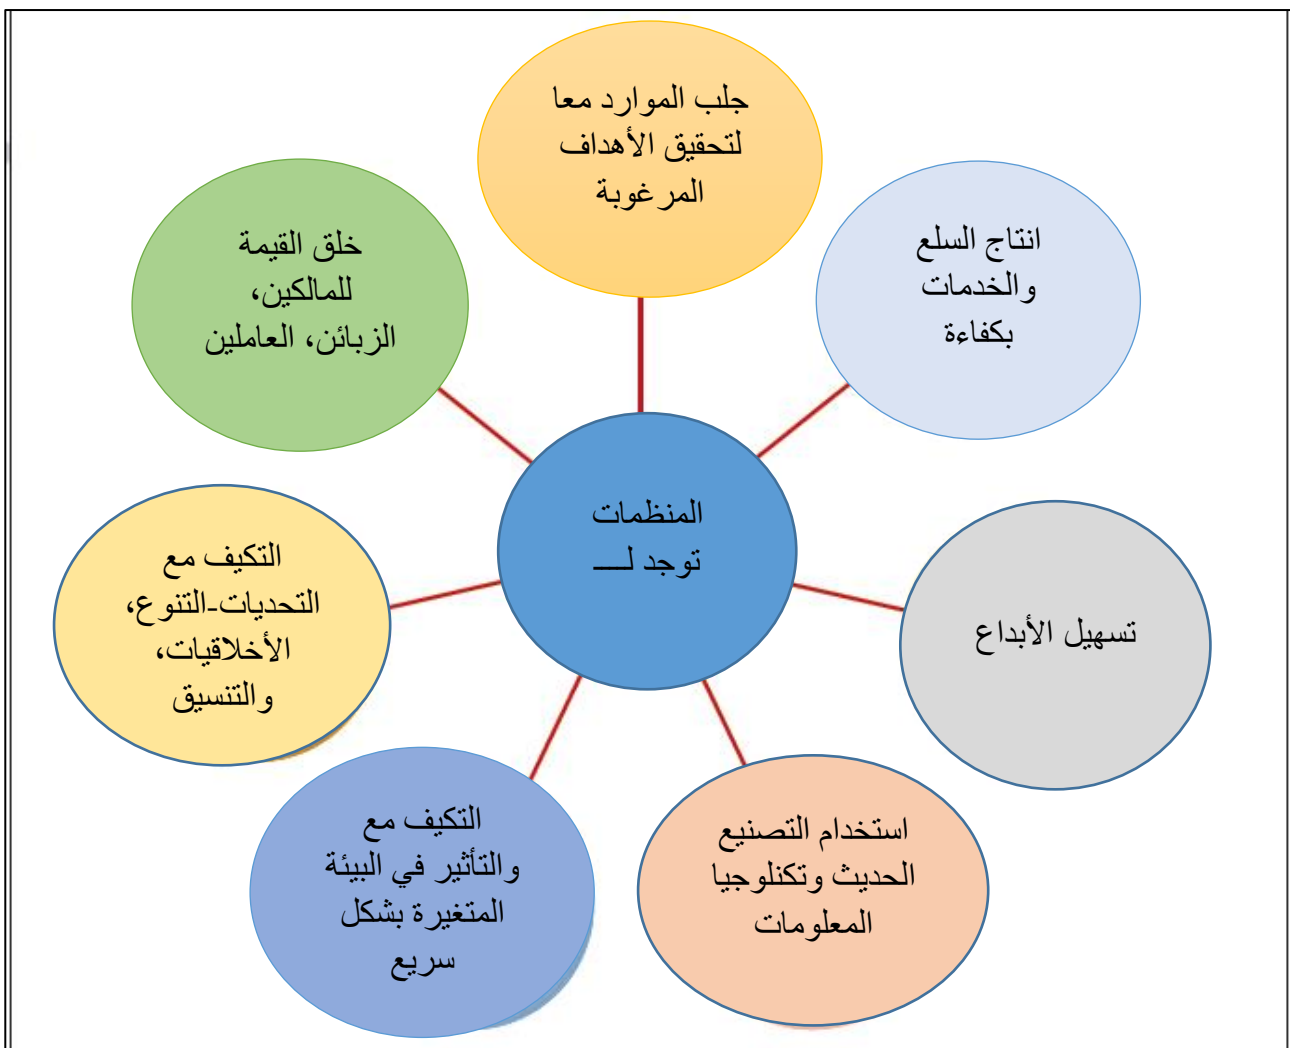 جلب الموارد معا
لتحقيق الأهداف
المرغوبة
انتاج السلع
والخدمات
بكفاءة
خلق القيمة
للمالكين،
الزبائن، العاملين
المنظمات
توجد لـــــ
تسهيل الأبداع
التكيف مع
التحديات-التنوع،
الأخلاقيات،
والتنسيق
استخدام التصنيع
الحديث وتكنلوجيا
المعلومات
التكيف مع
والتأثير في البيئة
المتغيرة بشكل
سريع